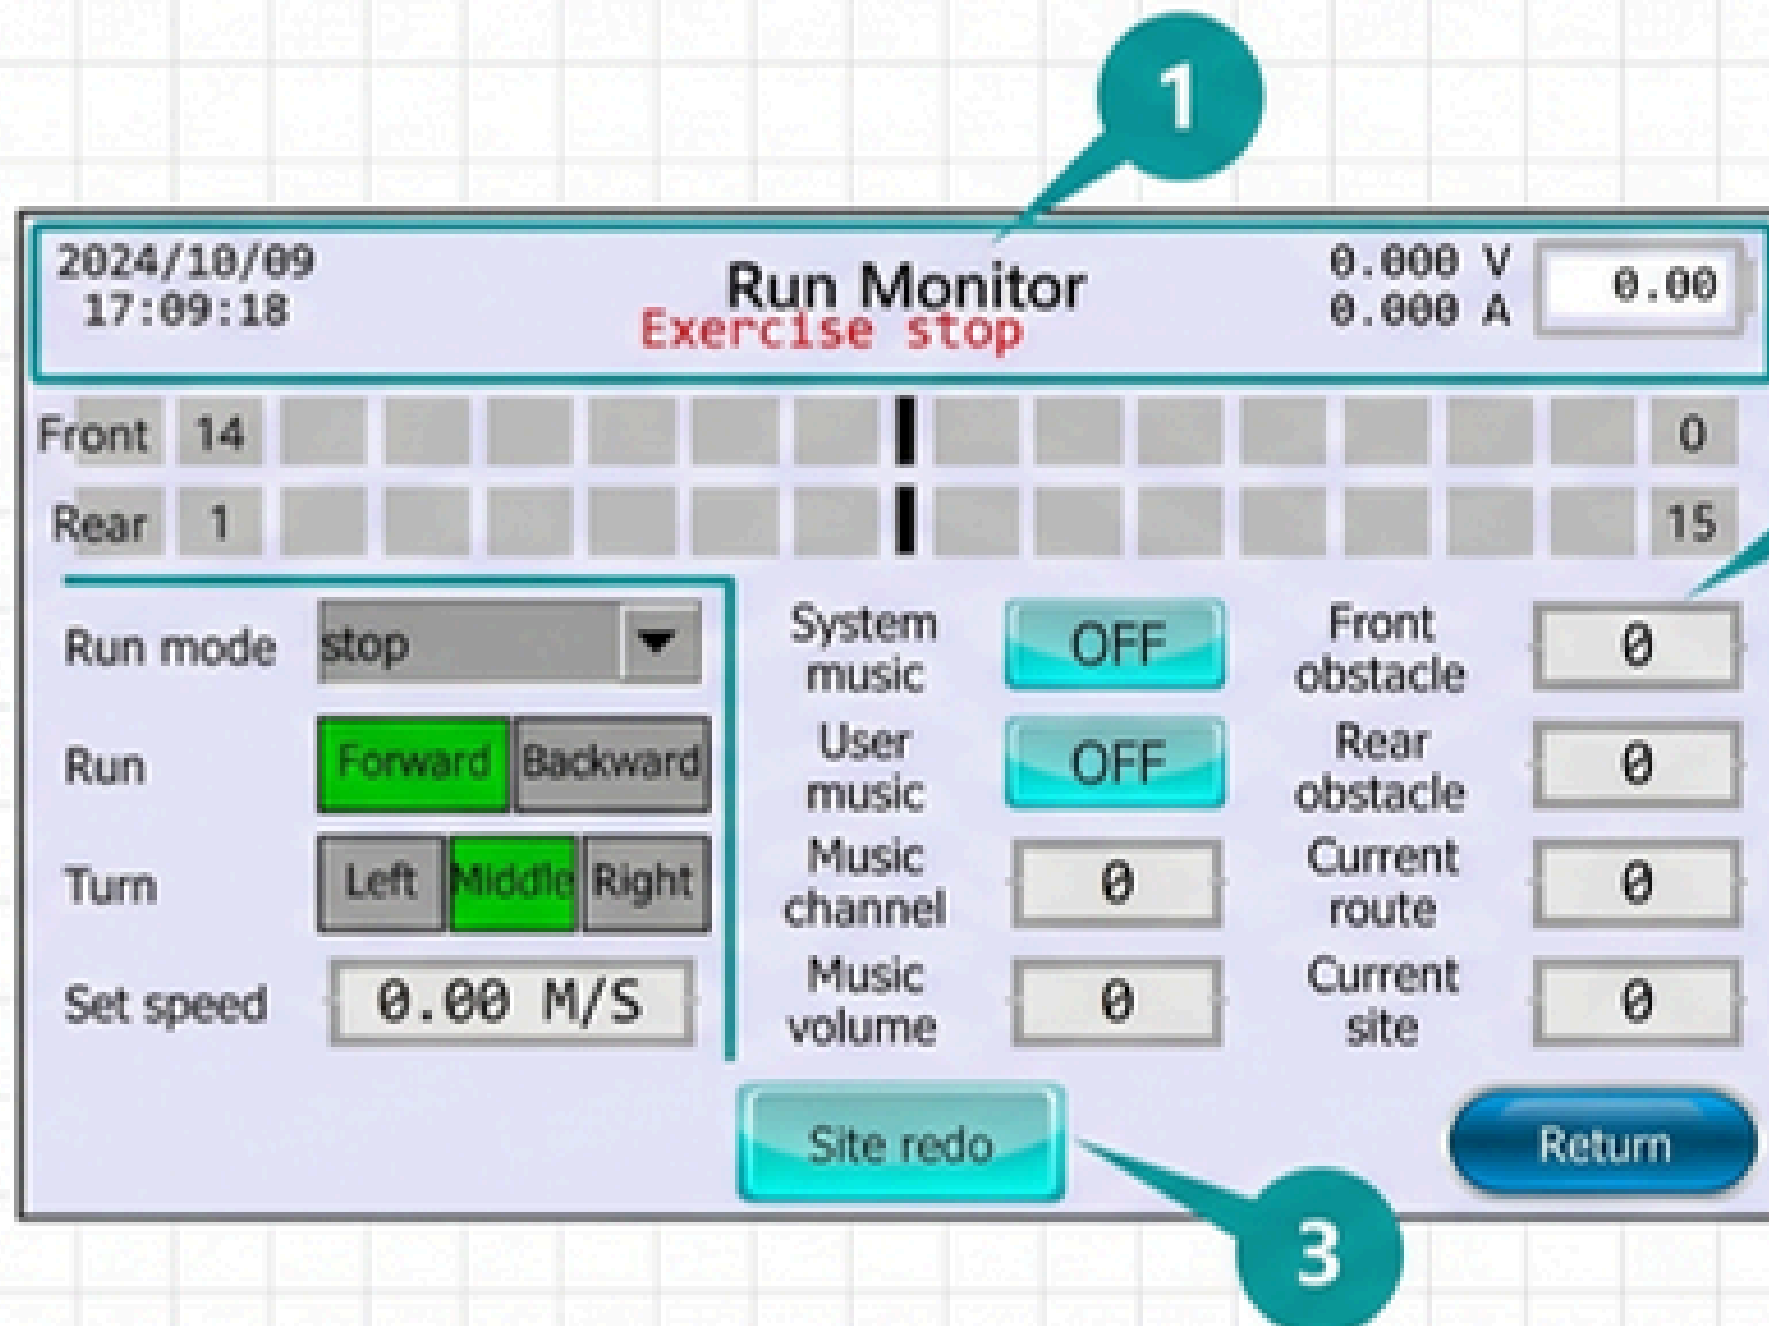 1
2024/10/09
17:09:18
Run Monitor
Exercise stop
0.000 V
0.000 A
0.00
Front 14 0
Rear 1 15
Run mode stop
System music OFF
Front obstacle 0
Run Forward Backward
User music OFF
Rear obstacle 0
Turn Left Middle Right
Music channel 0
Current route 0
Set speed 0.00 M/S
Music volume 0
Current site 0
Site redo
Return
3